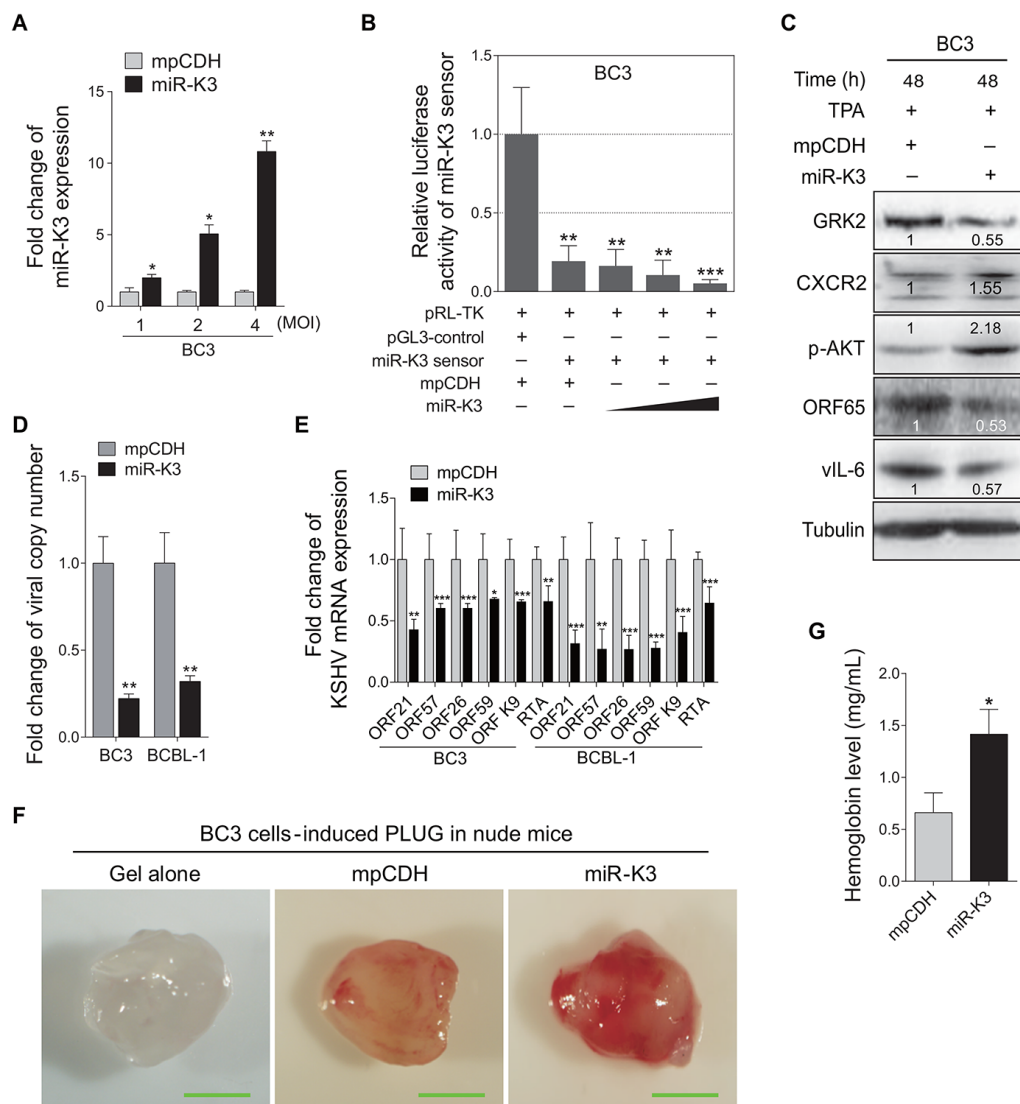 A
mpCDH
miR-K3
Fold change of
miR-K3 expression
15
10
5
0
*
*
**
1 2 4 (MOI)
BC3
B
Relative luciferase
activity of miR-K3 sensor
1.5
1.0
0.5
0.0
BC3
** ** ** ***
pRL-TK + + + + +
pGL3-control + – – – –
miR-K3 sensor – + + + +
mpCDH + + – – –
miR-K3 – –
C
BC3
Time (h) 48 48
TPA + +
mpCDH + –
miR-K3 – +
GRK2
1 0.55
CXCR2
1 1.55
p-AKT
1 2.18
ORF65
1 0.53
vIL-6
1 0.57
Tubulin
D
mpCDH
miR-K3
Fold change of viral copy number
1.5
1.0
0.5
0.0
** **
BC3 BCBL-1
E
mpCDH
miR-K3
Fold change of
KSHV mRNA expression
1.5
1.0
0.5
0.0
** *** *** * *** ** *** ** *** *** *** ***
ORF21 ORF57 ORF26 ORF59 ORF K9 RTA ORF21 ORF57 ORF26 ORF59 ORF K9 RTA
BC3 BCBL-1
F
BC3 cells-induced PLUG in nude mice
Gel alone mpCDH miR-K3
G
Hemoglobin level (mg/mL)
2.0
1.5
1.0
0.5
0.0
*
mpCDH miR-K3